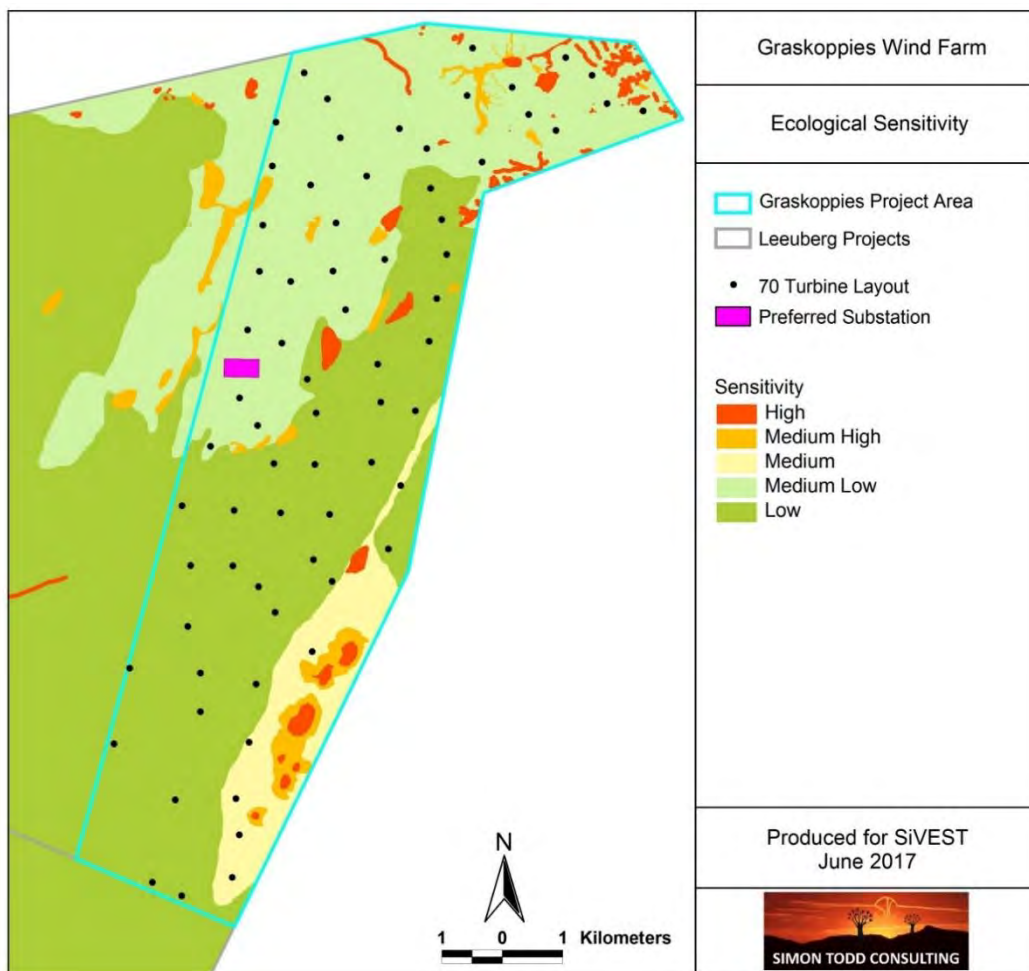 Graskoppies Wind Farm
Ecological Sensitivity
Graskoppies Project Area
Leeuberg Projects
70 Turbine Layout
Preferred Substation
Sensitivity
High
Medium High
Medium
Medium Low
Low
N
1 0 1 Kilometers
Produced for SiVEST
June 2017
SIMON TODD CONSULTING